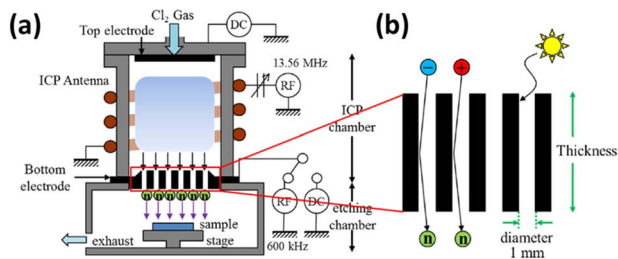 (a)
Cl2 Gas
DC
Top electrode
ICP Antenna
13.56 MHz
RF
ICP
chamber
Bottom
electrode
n n n n n n
RF
DC
etching
chamber
sample
stage
exhaust
600 kHz
(b)
− +
Thickness
n n
diameter
1 mm